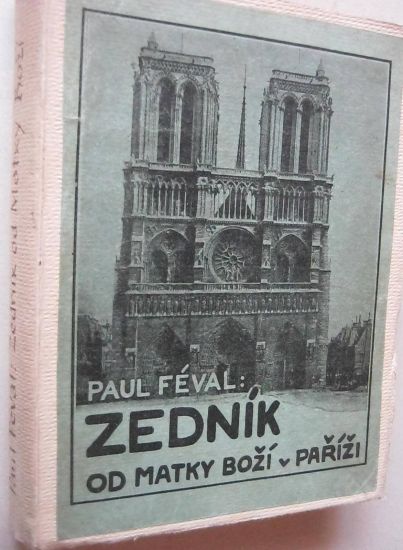 Paul Féval Zedník od Matky Boží
PAUL FÉVAL:
ZEDNÍK
OD MATKY BOŽÍ v PAŘÍŽI